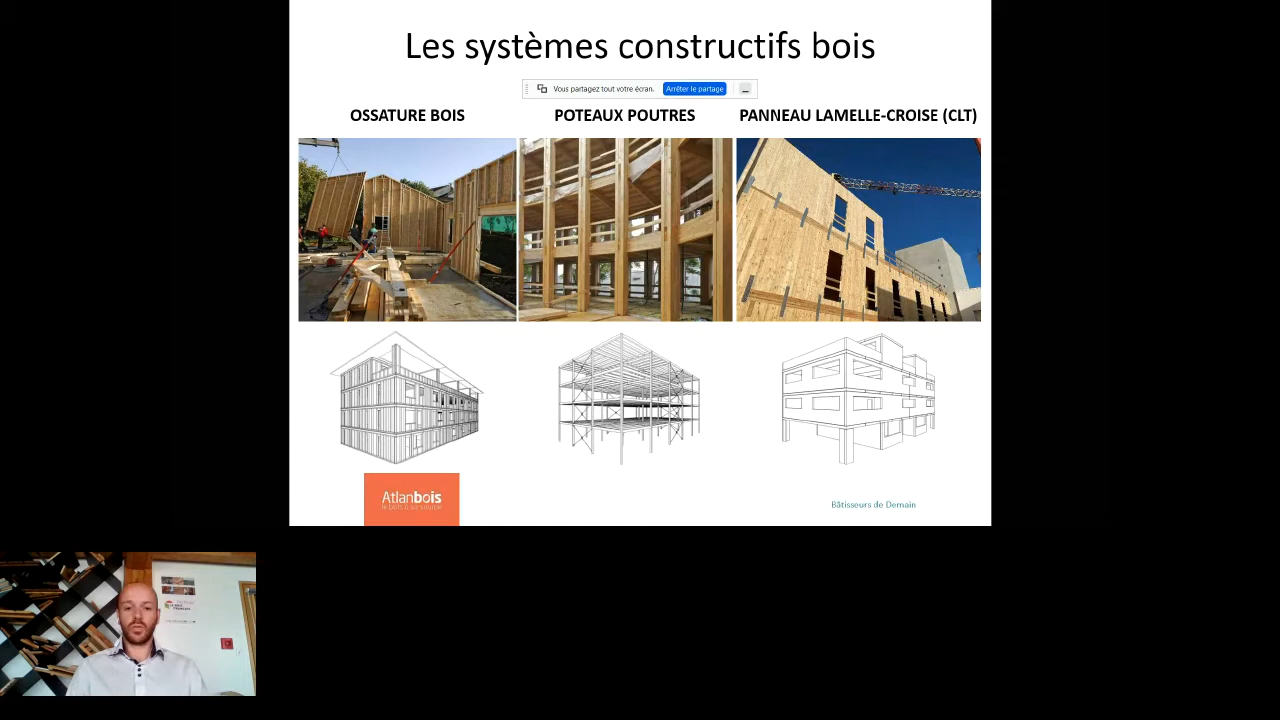 Les systèmes constructifs bois
Vous partagez tout votre écran. Arrêter le partage
OSSATURE BOIS
POTEAUX POUTRES
PANNEAU LAMELLE-CROISE (CLT)
Atlanbois
le bois à sa source
Bâtisseurs de Demain